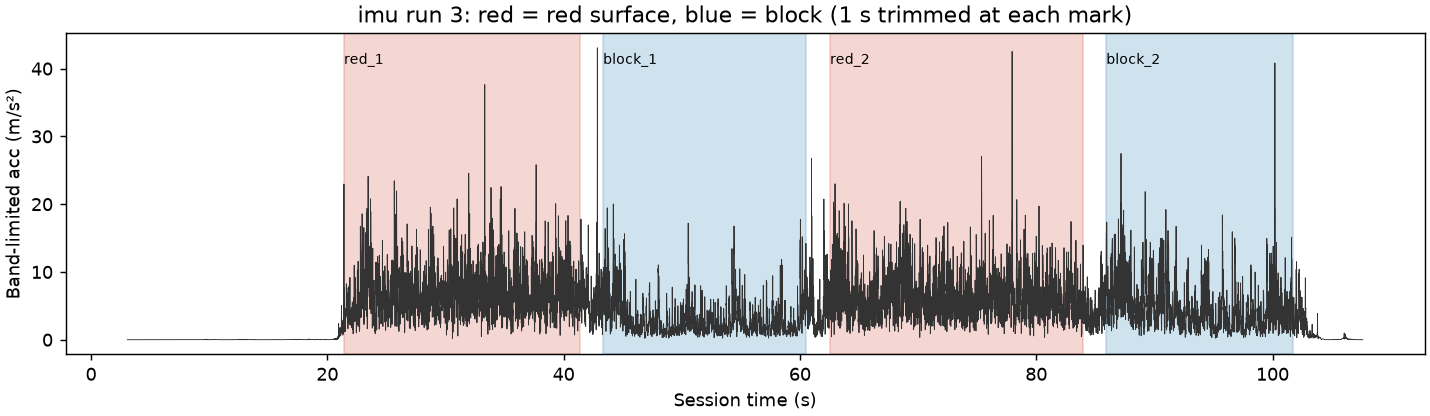 imu run 3: red = red surface, blue = block (1 s trimmed at each mark)
Band-limited acc (m/s²)
40
30
20
10
0
red_1
block_1
red_2
block_2
0
20
40
60
80
100
Session time (s)